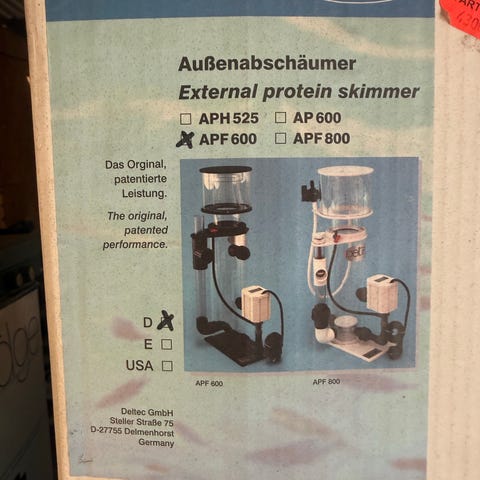 Außenabschäumer
External protein skimmer
APH 525 AP 600
APF 600 APF 800
Das Orginal,
patentierte
Leistung.
The original,
patented
performance.
D
E
USA
APF 600 APF 800
Deltec GmbH
Steller Straße 75
D-27755 Delmenhorst
Germany